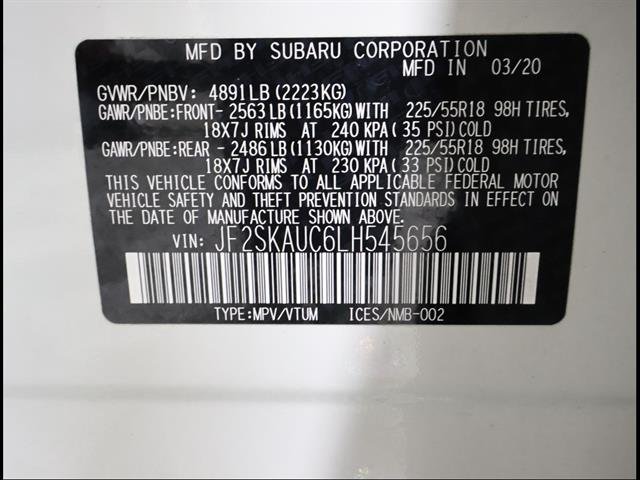 MFD BY SUBARU CORPORATION
MFD IN 03/20
GVWR/PNBV: 4891LB (2223KG)
GAWR/PNBE:FRONT-2563LB(1165KG)WITH 225/55R18 98H TIRES,
18X7J RIMS AT 240 KPA(35 PSI)COLD
GAWR/PNBE:REAR -2486LB(1130KG)WITH 225/55R18 98H TIRES,
18X7J RIMS AT 230 KPA(33 PSI)COLD
THIS VEHICLE CONFORMS TO ALL APPLICABLE FEDERAL MOTOR
VEHICLE SAFETY AND THEFT PREVENTION STANDARDS IN EFFECT ON
THE DATE OF MANUFACTURE SHOWN ABOVE.
VIN: JF2SKAUC6LH545656
TYPE:MPV/VTUM ICES/NMB-002